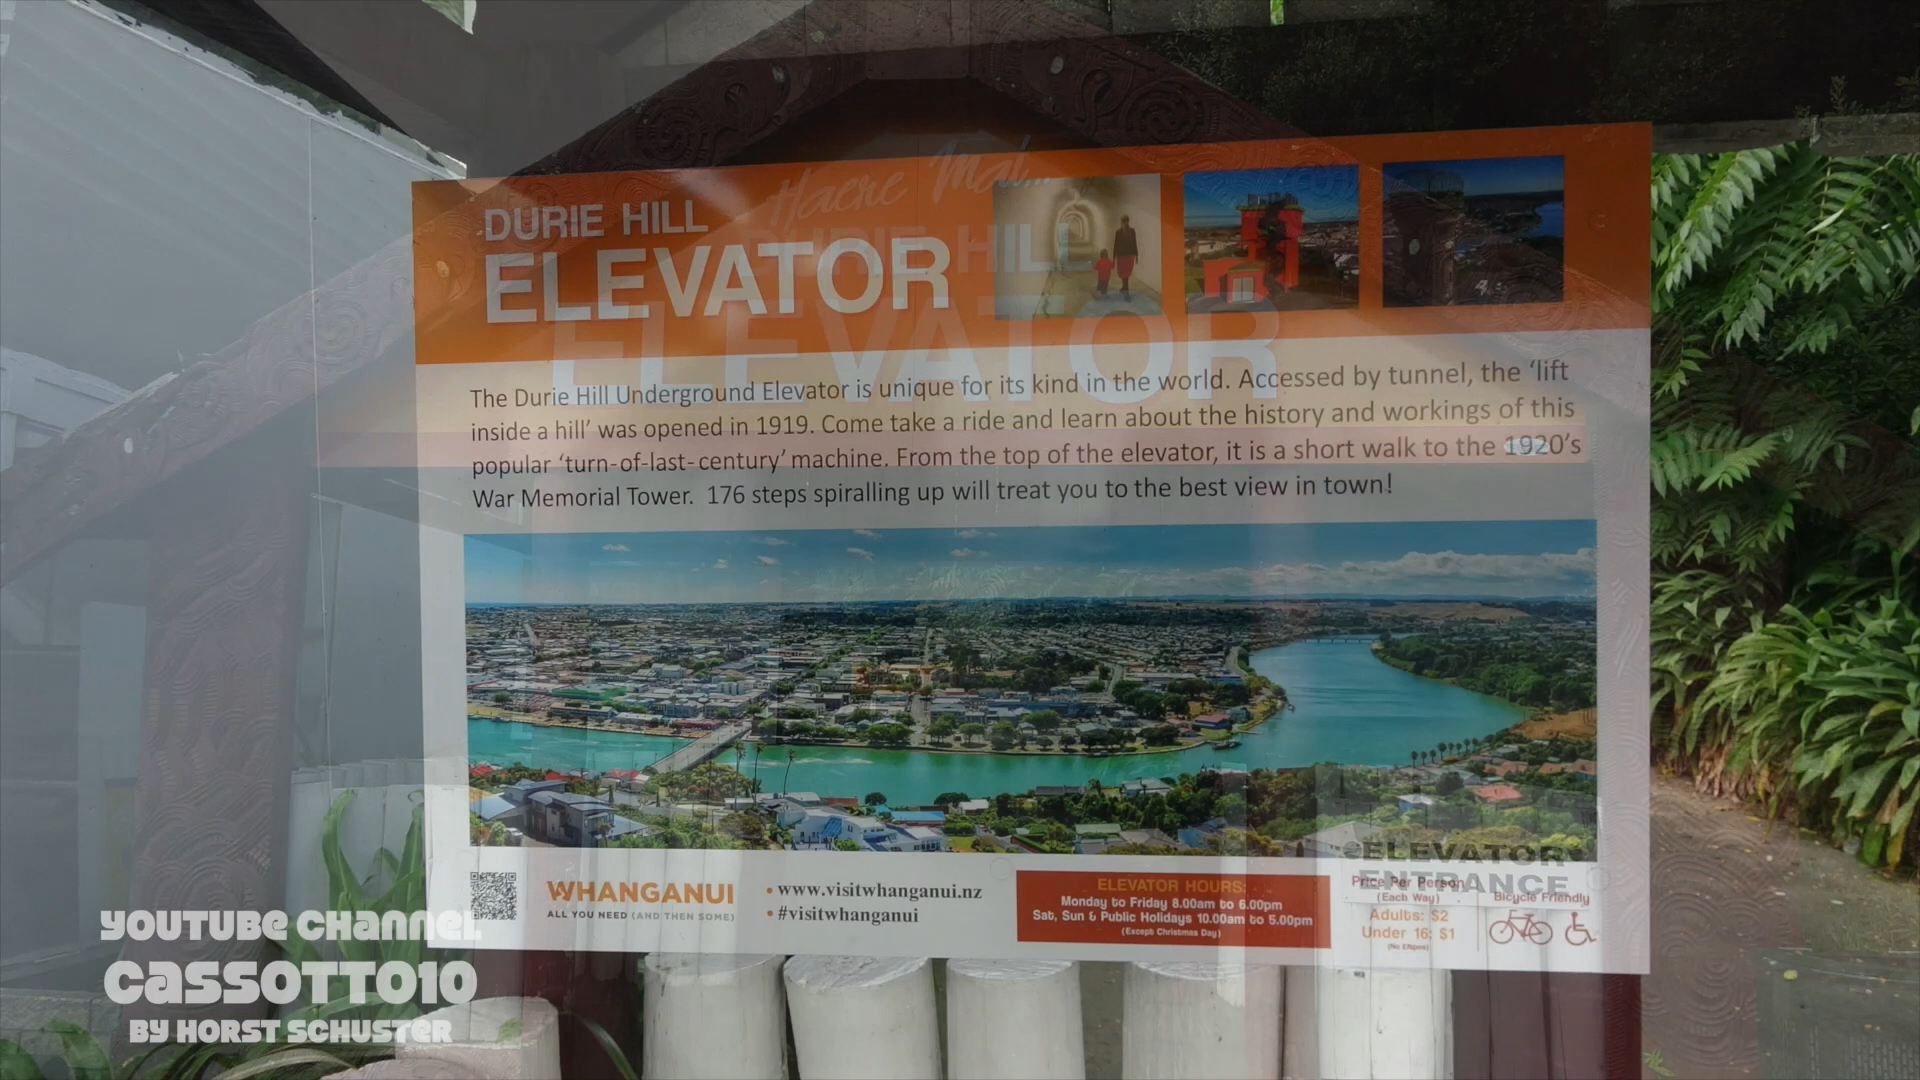 Haere Mai...
DURIE HILL
ELEVATOR
DURIE HILL
ELEVATOR
The Durie Hill Underground Elevator is unique for its kind in the world. Accessed by tunnel, the ‘lift
inside a hill’ was opened in 1919. Come take a ride and learn about the history and workings of this
popular ‘turn-of-last-century’ machine. From the top of the elevator, it is a short walk to the 1920’s
War Memorial Tower. 176 steps spiralling up will treat you to the best view in town!
ELEVATOR
ENTRANCE
WHANGANUI
ALL YOU NEED (AND THEN SOME)
• www.visitwhanganui.nz
• #visitwhanganui
ELEVATOR HOURS:
Monday to Friday 8.00am to 6.00pm
Sat, Sun & Public Holidays 10.00am to 5.00pm
(Except Christmas Day)
Price Per Person
(Each Way)
Adults: $2
Under 16: $1
(No Eftpos)
Bicycle Friendly
YOUTUBE CHANNEL
CASSOTTO10
BY HORST SCHUSTER